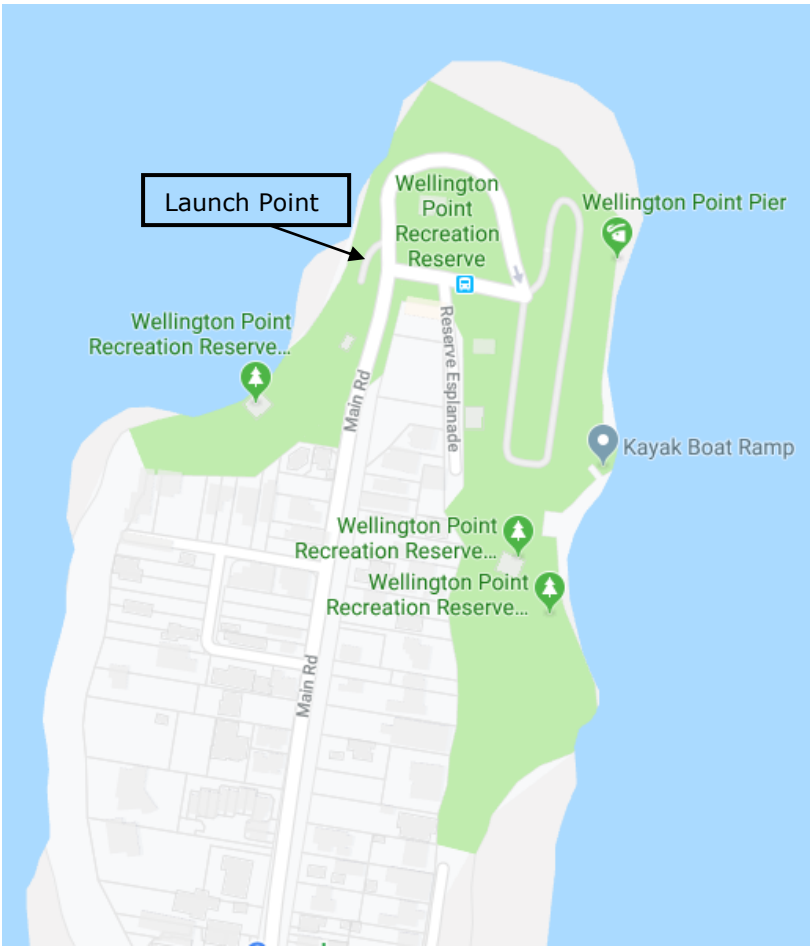 Wellington
Point
Recreation
Reserve
Wellington Point Pier
Launch Point
Wellington Point
Recreation Reserve...
Reserve Esplanade
Main Rd
Kayak Boat Ramp
Wellington Point
Recreation Reserve...
Wellington Point
Recreation Reserve...
Main Rd